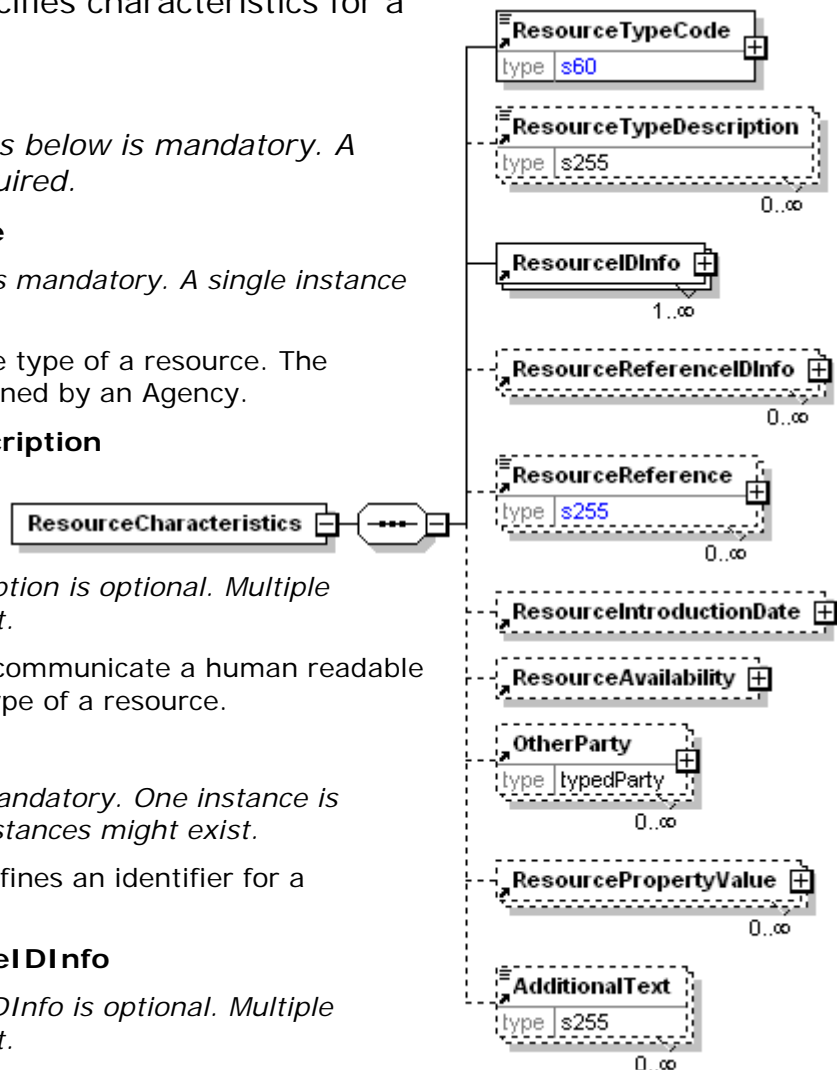 cifies characteristics for a
s below is mandatory. A
uired.
e
s mandatory. A single instance
e type of a resource. The
ned by an Agency.
cription
ption is optional. Multiple
t.
communicate a human readable
ype of a resource.
andatory. One instance is
stances might exist.
fines an identifier for a
eIDInfo
DInfo is optional. Multiple
t.
ResourceCharacteristics
ResourceTypeCode
type s60
ResourceTypeDescription
type s255
0..∞
ResourceIDInfo
1..∞
ResourceReferenceIDInfo
0..∞
ResourceReference
type s255
0..∞
ResourceIntroductionDate
ResourceAvailability
OtherParty
type typedParty
0..∞
ResourcePropertyValue
0..∞
AdditionalText
type s255
0..∞